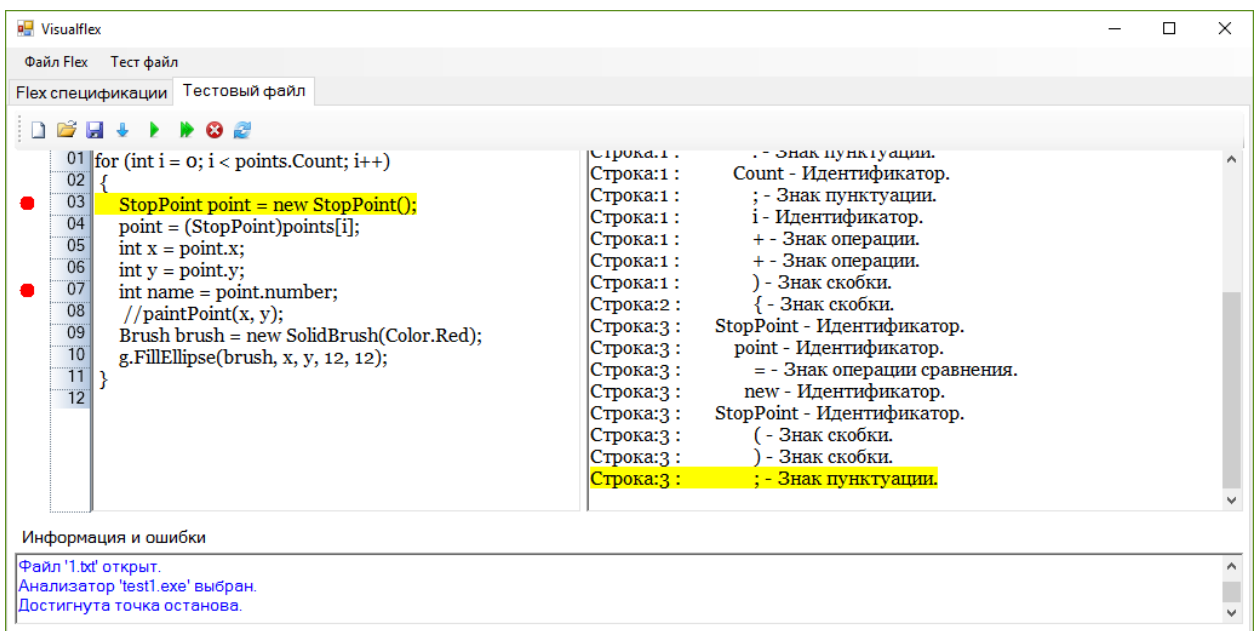 Visualflex
Файл Flex Тест файл
Flex спецификации Тестовый файл
01 for (int i = 0; i < points.Count; i++)
02 {
03 StopPoint point = new StopPoint();
04 point = (StopPoint)points[i];
05 int x = point.x;
06 int y = point.y;
07 int name = point.number;
08 //paintPoint(x, y);
09 Brush brush = new SolidBrush(Color.Red);
10 g.FillEllipse(brush, x, y, 12, 12);
11 }
12
Строка:1 : . - Знак пунктуации.
Строка:1 : Count - Идентификатор.
Строка:1 : ; - Знак пунктуации.
Строка:1 : i - Идентификатор.
Строка:1 : + - Знак операции.
Строка:1 : + - Знак операции.
Строка:1 : ) - Знак скобки.
Строка:2 : { - Знак скобки.
Строка:3 : StopPoint - Идентификатор.
Строка:3 : point - Идентификатор.
Строка:3 : = - Знак операции сравнения.
Строка:3 : new - Идентификатор.
Строка:3 : StopPoint - Идентификатор.
Строка:3 : ( - Знак скобки.
Строка:3 : ) - Знак скобки.
Строка:3 : ; - Знак пунктуации.
Информация и ошибки
Файл '1.txt' открыт.
Анализатор 'test1.exe' выбран.
Достигнута точка останова.